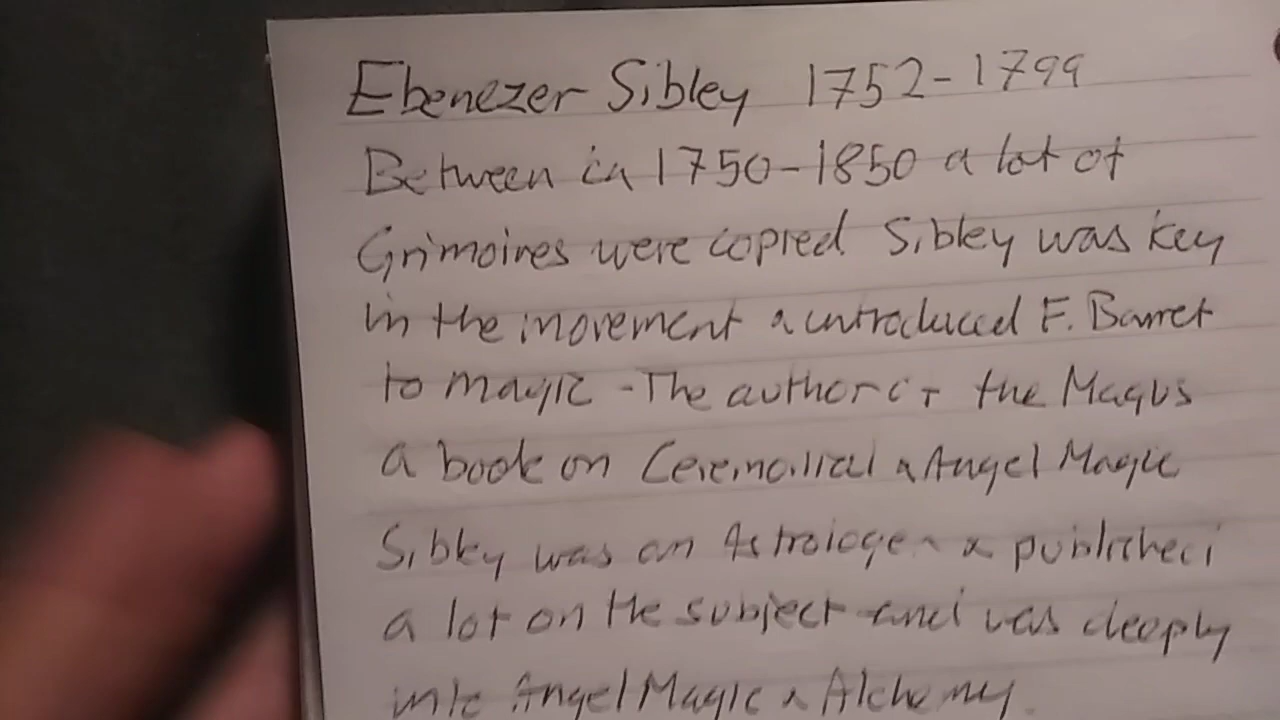 Ebenezer Sibley 1752-1799
Between in 1750-1850 a lot of
Grimoires were copied Sibley was key
in the movement & introduced F. Barret
to magic - The author of the Magus
a book on Ceremonial & Angel Magic
Sibley was an Astrologer & published
a lot on the subject and was deeply
into Angel Magic & Alchemy.